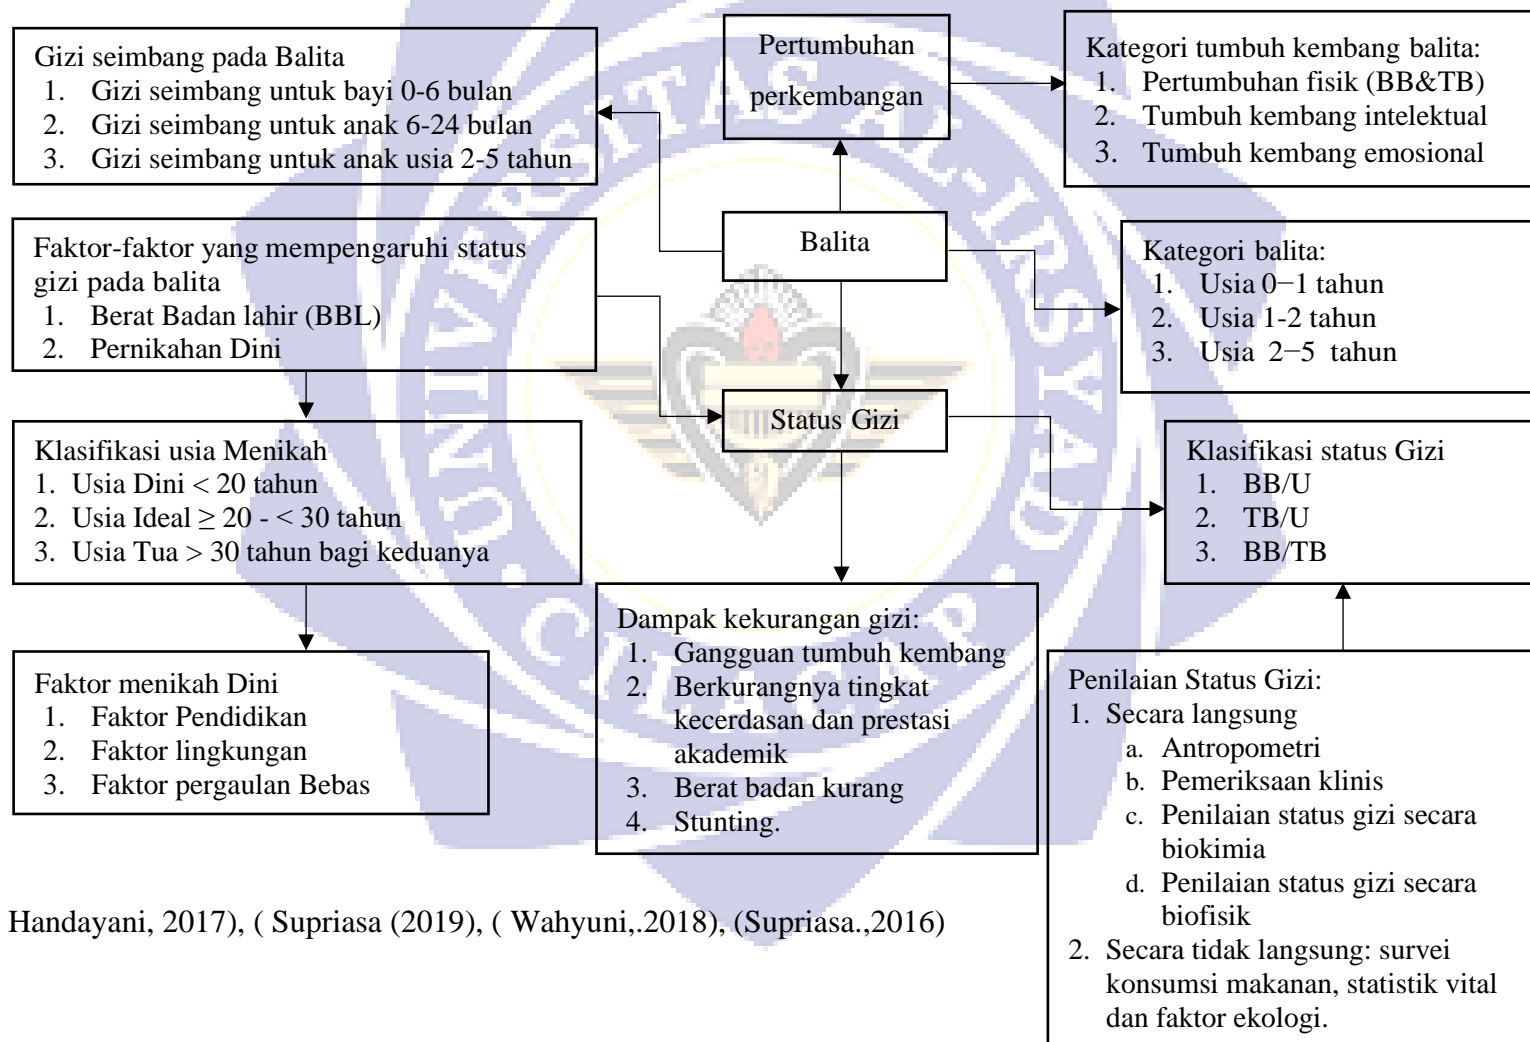 Gizi seimbang pada Balita
1. Gizi seimbang untuk bayi 0-6 bulan
2. Gizi seimbang untuk anak 6-24 bulan
3. Gizi seimbang untuk anak usia 2-5 tahun
Pertumbuhan
perkembangan
Kategori tumbuh kembang balita:
1. Pertumbuhan fisik (BB&TB)
2. Tumbuh kembang intelektual
3. Tumbuh kembang emosional
Faktor-faktor yang mempengaruhi status
gizi pada balita
1. Berat Badan lahir (BBL)
2. Pernikahan Dini
Balita
Kategori balita:
1. Usia 0−1 tahun
2. Usia 1-2 tahun
3. Usia 2−5 tahun
Klasifikasi usia Menikah
1. Usia Dini < 20 tahun
2. Usia Ideal ≥ 20 - < 30 tahun
3. Usia Tua > 30 tahun bagi keduanya
Status Gizi
Klasifikasi status Gizi
1. BB/U
2. TB/U
3. BB/TB
Faktor menikah Dini
1. Faktor Pendidikan
2. Faktor lingkungan
3. Faktor pergaulan Bebas
Dampak kekurangan gizi:
1. Gangguan tumbuh kembang
2. Berkurangnya tingkat
kecerdasan dan prestasi
akademik
3. Berat badan kurang
4. Stunting.
Penilaian Status Gizi:
1. Secara langsung
a. Antropometri
b. Pemeriksaan klinis
c. Penilaian status gizi secara
biokimia
d. Penilaian status gizi secara
biofisik
2. Secara tidak langsung: survei
konsumsi makanan, statistik vital
dan faktor ekologi.
Handayani, 2017), ( Supriasa (2019), ( Wahyuni,.2018), (Supriasa.,2016)
UNIVERSITAS AL-IRSYAD
CILACAP